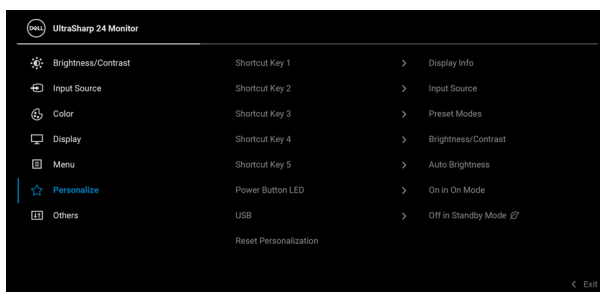 DELL UltraSharp 24 Monitor
Brightness/Contrast Shortcut Key 1 > Display Info
Input Source Shortcut Key 2 > Input Source
Color Shortcut Key 3 > Preset Modes
Display Shortcut Key 4 > Brightness/Contrast
Menu Shortcut Key 5 > Auto Brightness
Personalize Power Button LED > On in On Mode
Others USB > Off in Standby Mode
Reset Personalization
< Exit